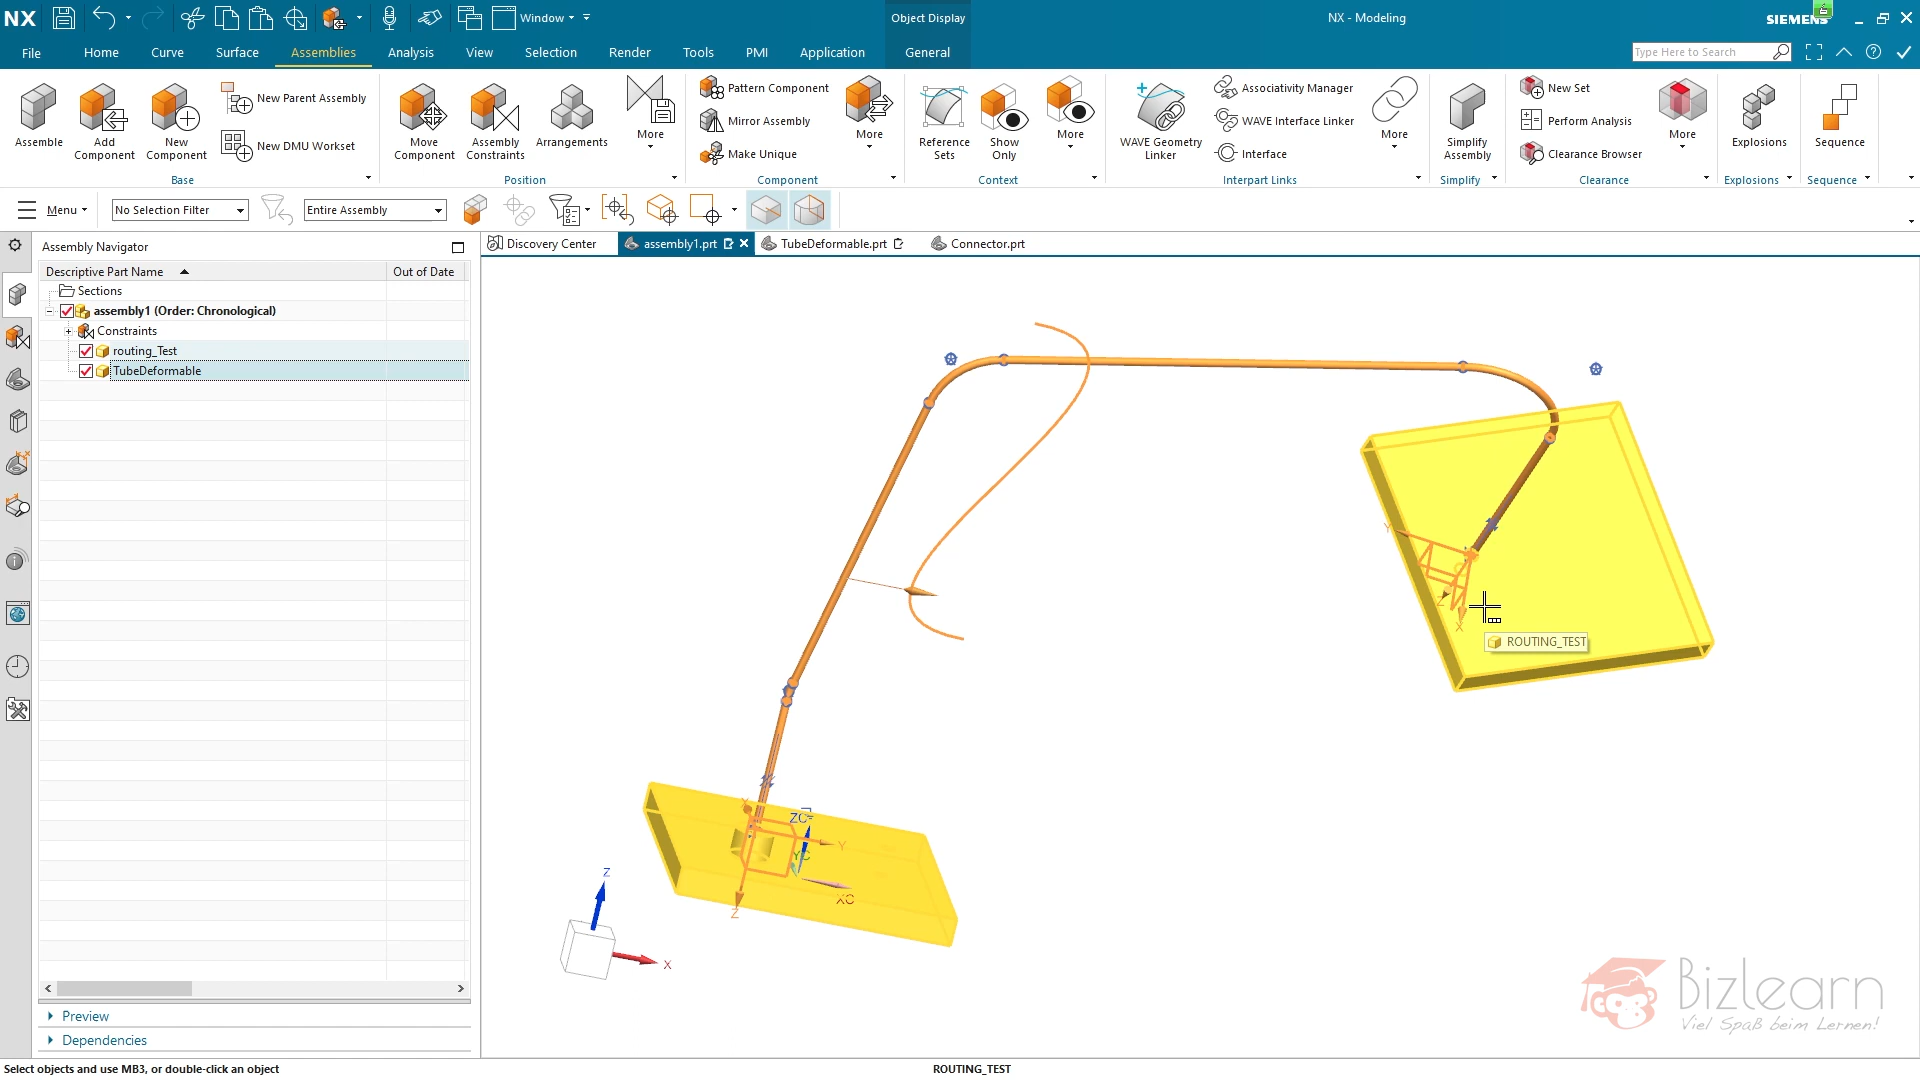 NX
Window
Object Display
NX - Modeling
SIEMENS
File
Home
Curve
Surface
Assemblies
Analysis
View
Selection
Render
Tools
PMI
Application
General
Type Here to Search
Assemble
Add Component
New Component
New Parent Assembly
New DMU Workset
Move Component
Assembly Constraints
Arrangements
More
Pattern Component
Mirror Assembly
Make Unique
More
Reference Sets
Show Only
More
WAVE Geometry Linker
Associativity Manager
WAVE Interface Linker
Interface
More
Simplify Assembly
New Set
Perform Analysis
Clearance Browser
More
Explosions
Sequence
Base
Position
Component
Context
Interpart Links
Simplify
Clearance
Explosions
Sequence
Menu
No Selection Filter
Entire Assembly
Assembly Navigator
Discovery Center
assembly1.prt
TubeDeformable.prt
Connector.prt
Descriptive Part Name
Out of Date
Sections
assembly1 (Order: Chronological)
Constraints
routing_Test
TubeDeformable
Y
Z
X
ROUTING_TEST
ZC
Y
YC
XC
Z
Z
X
Bizlearn
Viel Spaß beim Lernen!
Preview
Dependencies
Select objects and use MB3, or double-click an object
ROUTING_TEST